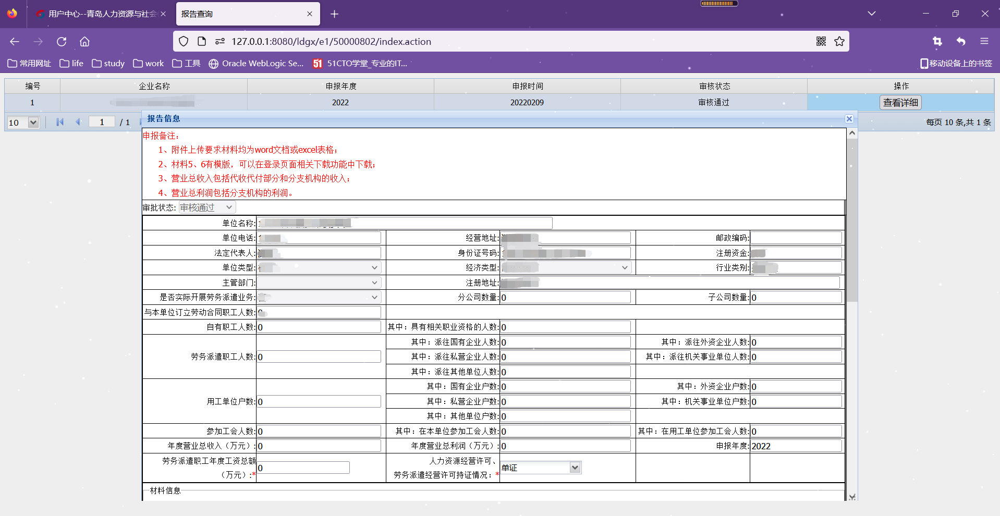 用户中心--青岛人力资源与社会
报告查询
127.0.0.1:8080/ldgx/e1/50000802/index.action
常用网址 life study work 工具 Oracle WebLogic Se... 51 51CTO学堂_专业的IT... 移动设备上的书签
编号 企业名称 申报年度 申报时间 审核状态 操作
1 2022 20220209 审核通过 查看详细
10 1 / 1 每页 10 条,共 1 条
报告信息
申报备注：
1、附件上传要求材料均为word文档或excel表格；
2、材料5、6有模版，可以在登录页面相关下载功能中下载；
3、营业总收入包括代收代付部分和分支机构的收入；
4、营业总利润包括分支机构的利润。
审批状态: 审核通过
单位名称:
单位电话: 经营地址: 邮政编码:
法定代表人: 身份证号码: 注册资金:
单位类型: 经济类型: 行业类别:
主管部门: 注册地址:
是否实际开展劳务派遣业务: 分公司数量:0 子公司数量:0
与本单位订立劳动合同职工人数:
自有职工人数:0 其中：具有相关职业资格的人数:0
其中：派往国有企业人数:0 其中：派往外资企业人数:0
劳务派遣职工人数:0 其中：派往私营企业人数:0 其中：派往机关事业单位人数:0
其中：派往其他单位人数:0
其中：国有企业户数:0 其中：外资企业户数:0
用工单位户数:0 其中：私营企业户数:0 其中：机关事业单位户数:0
其中：其他单位户数:0
参加工会人数:0 其中：在本单位参加工会人数:0 其中：在用工单位参加工会人数:0
年度营业总收入（万元）:0 年度营业总利润（万元）:0 申报年度:2022
劳务派遣职工年度工资总额
（万元）:* 0
人力资源经营许可、
劳务派遣经营许可持证情况：* 单证
材料信息